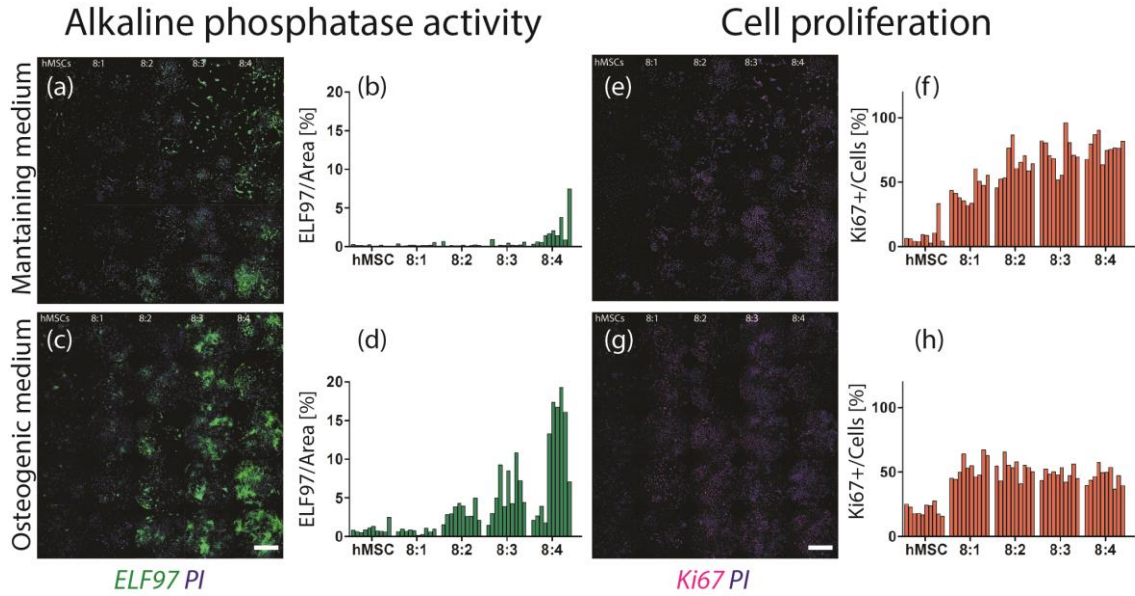 Alkaline phosphatase activity
Cell proliferation
Mantaining medium
hMSCs 8:1 8:2 8:3 8:4
(a)
(b)
ELF97/Area [%]
20
15
10
5
0
hMSC 8:1 8:2 8:3 8:4
hMSCs 8:1 8:2 8:3 8:4
(e)
(f)
Ki67+/Cells [%]
100
50
0
hMSC 8:1 8:2 8:3 8:4
Osteogenic medium
hMSCs 8:1 8:2 8:3 8:4
(c)
(d)
ELF97/Area [%]
20
15
10
5
0
hMSC 8:1 8:2 8:3 8:4
hMSCs 8:1 8:2 8:3 8:4
(g)
(h)
Ki67+/Cells [%]
100
50
0
hMSC 8:1 8:2 8:3 8:4
ELF97 PI
Ki67 PI